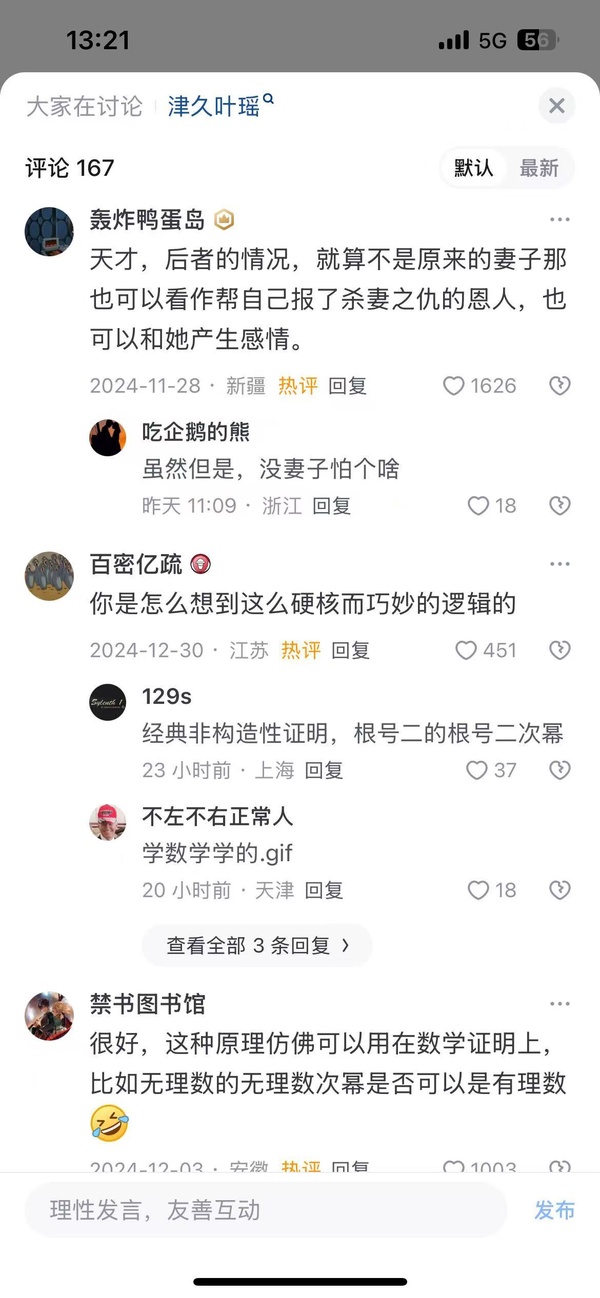 13:21
5G 56
大家在讨论 津久叶瑶
评论 167
默认 最新
轰炸鸭蛋岛
天才，后者的情况，就算不是原来的妻子那
也可以看作帮自己报了杀妻之仇的恩人，也
可以和她产生感情。
2024-11-28 · 新疆 热评 回复 1626
吃企鹅的熊
虽然但是，没妻子怕个啥
昨天 11:09 · 浙江 回复 18
百密亿疏
你是怎么想到这么硬核而巧妙的逻辑的
2024-12-30 · 江苏 热评 回复 451
129s
经典非构造性证明，根号二的根号二次幂
23 小时前 · 上海 回复 37
不左不右正常人
学数学学的.gif
20 小时前 · 天津 回复 18
查看全部 3 条回复
禁书图书馆
很好，这种原理仿佛可以用在数学证明上，
比如无理数的无理数次幂是否可以是有理数
🤣
2024-12-03 · 安徽 热评 回复 1003
理性发言，友善互动 发布